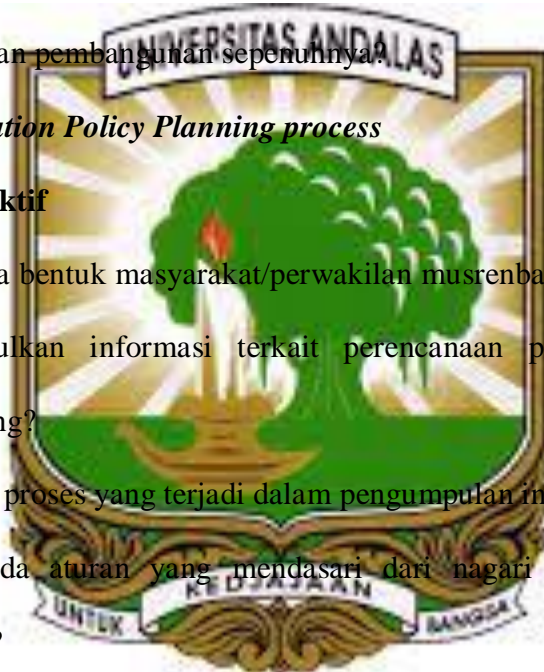 UNIVERSITAS ANDALAS
an pembangunan sepenuhnya?
ation Policy Planning process
ktif
a bentuk masyarakat/perwakilan musrenba
ulkan informasi terkait perencanaan p
ng?
proses yang terjadi dalam pengumpulan in
da aturan yang mendasari dari nagari
UNTUK KEDJAJAAN BANGSA
?